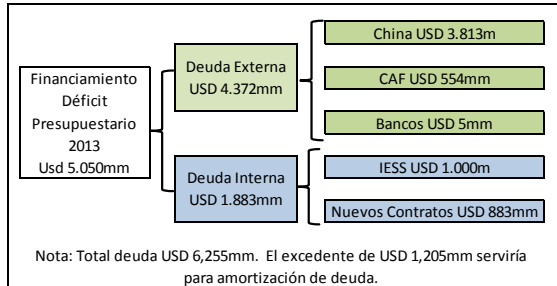 Financiamiento
Déficit
Presupuestario
2013
Usd 5.050mm
Deuda Externa
USD 4.372mm
China USD 3.813m
CAF USD 554mm
Bancos USD 5mm
Deuda Interna
USD 1.883mm
IESS USD 1.000m
Nuevos Contratos USD 883mm
Nota: Total deuda USD 6,255mm. El excedente de USD 1,205mm serviría
para amortización de deuda.